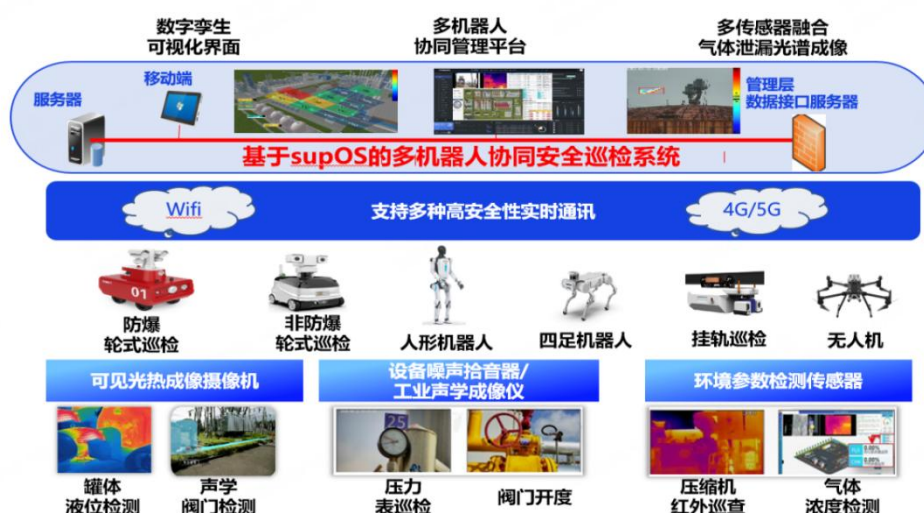 数字孪生
可视化界面
多机器人
协同管理平台
多传感器融合
气体泄漏光谱成像
服务器
移动端
管理层
数据接口服务器
基于supOS的多机器人协同安全巡检系统
Wifi
支持多种高安全性实时通讯
4G/5G
01
防爆
轮式巡检
非防爆
轮式巡检
人形机器人
四足机器人
挂轨巡检
无人机
可见光热成像摄像机
设备噪声拾音器/
工业声学成像仪
环境参数检测传感器
25
罐体
液位检测
声学
阀门检测
压力
表巡检
阀门开度
压缩机
红外巡查
气体
浓度检测